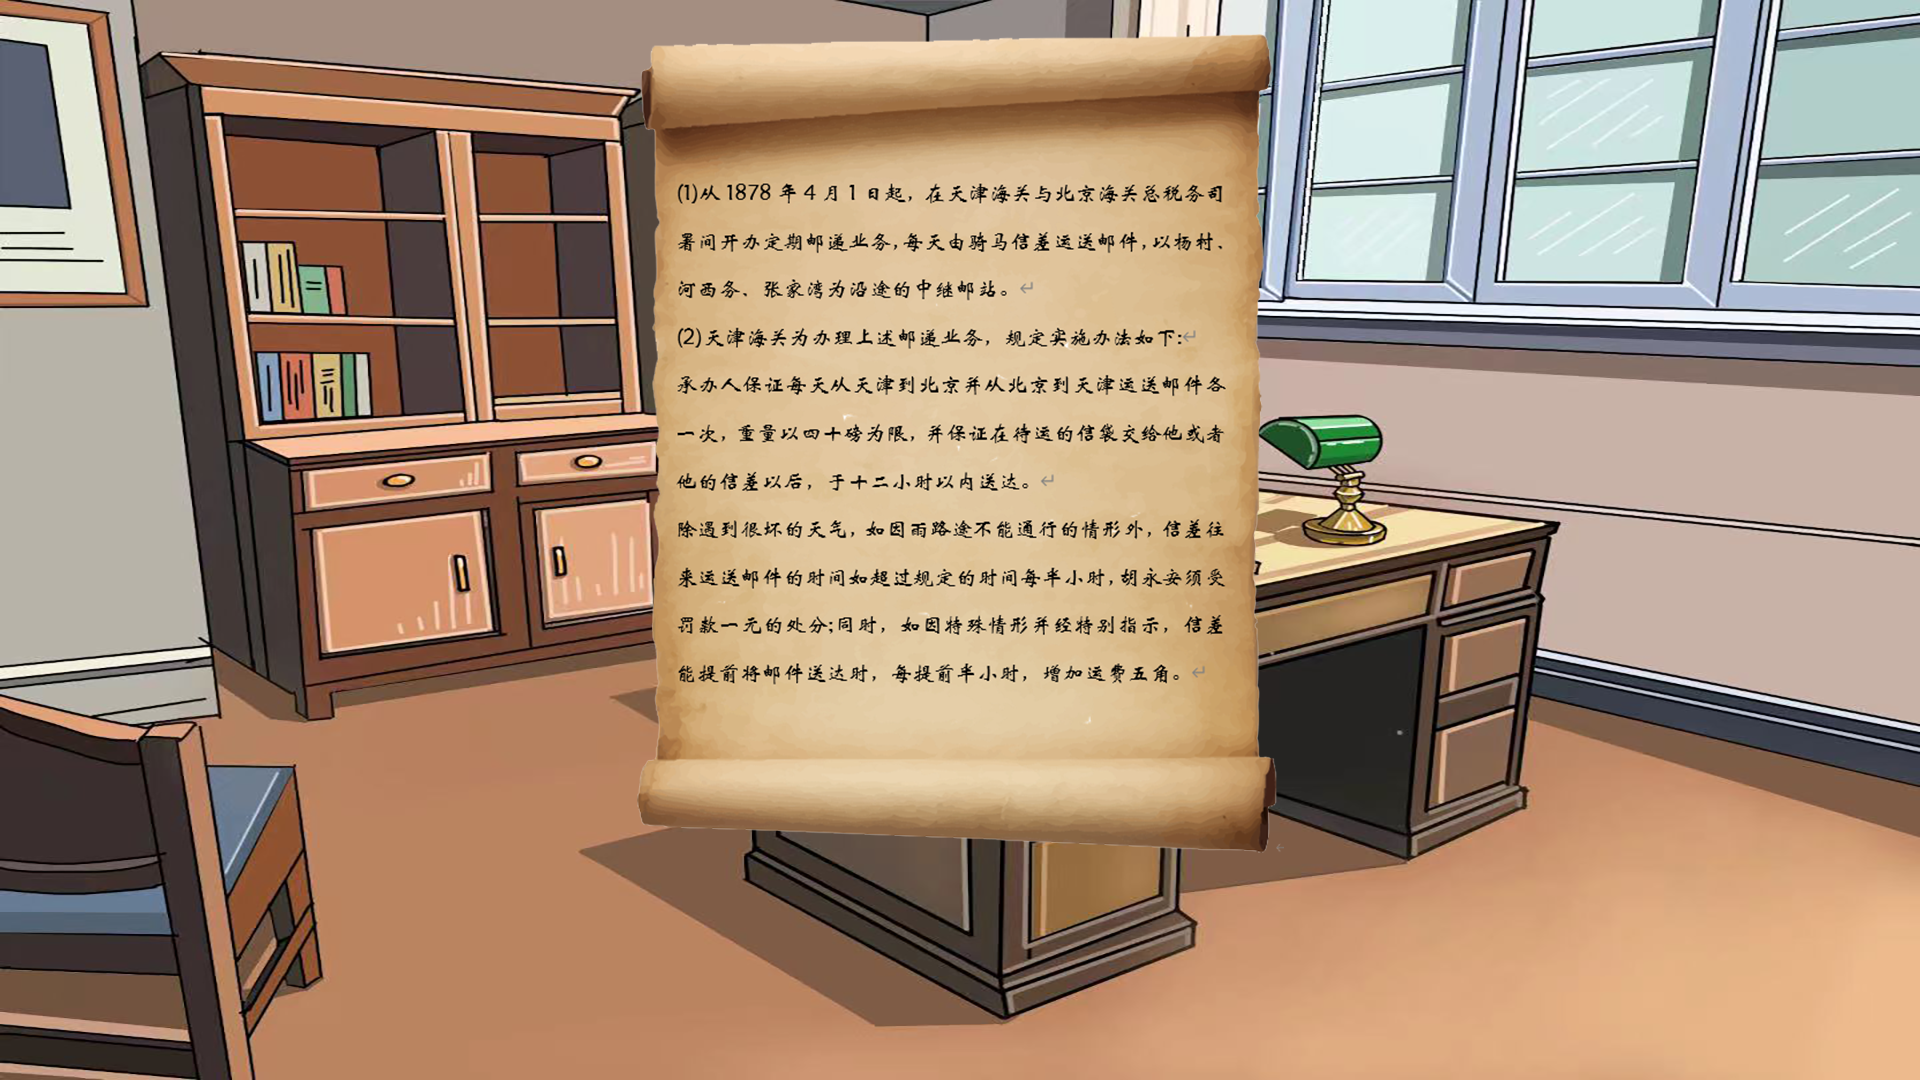 (1)从1878年4月1日起，在天津海关与北京海关总税务司
署间开办定期邮递业务,每天由骑马信差运送邮件,以杨村、
河西务、张家湾为沿途的中继邮站。↵
(2)天津海关为办理上述邮递业务，规定实施办法如下:↵
承办人保证每天从天津到北京并从北京到天津运送邮件各
一次，重量以四十磅为限，并保证在待运的信袋交给他或者
他的信差以后，于十二小时以内送达。↵
除遇到很坏的天气，如因雨路途不能通行的情形外，信差往
来运送邮件的时间如超过规定的时间每半小时,胡永安须受
罚款一元的处分;同时，如因特殊情形并经特别指示，信差
能提前将邮件送达时，每提前半小时，增加运费五角。↵